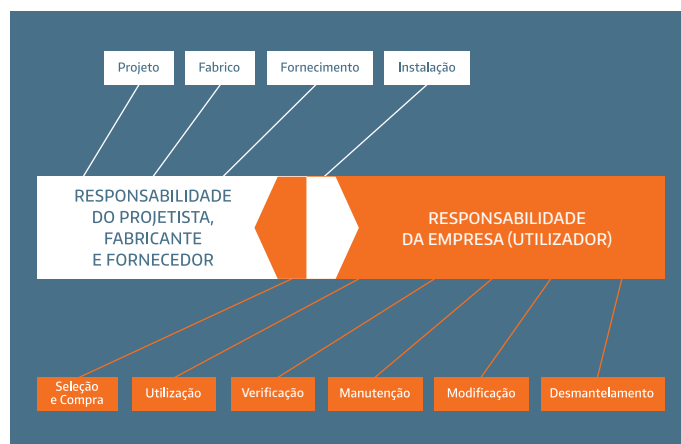 Projeto
Fabrico
Fornecimento
Instalação
RESPONSABILIDADE
DO PROJETISTA,
FABRICANTE
E FORNECEDOR
RESPONSABILIDADE
DA EMPRESA (UTILIZADOR)
Seleção
e Compra
Utilização
Verificação
Manutenção
Modificação
Desmantelamento